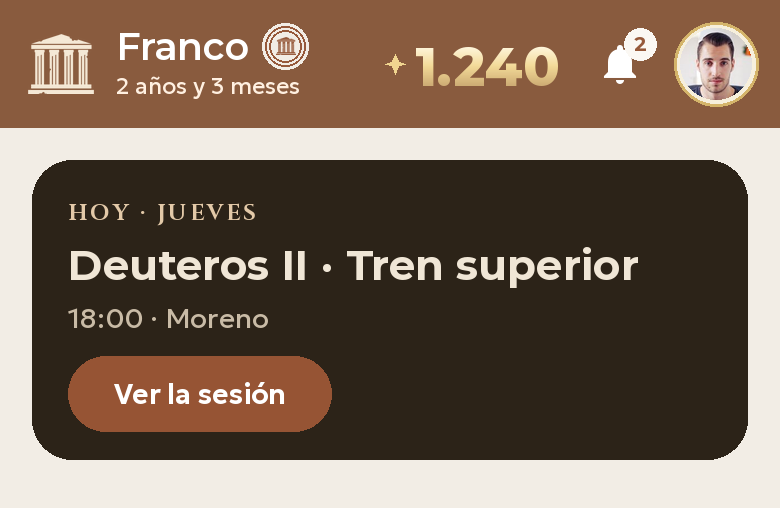 Franco
2 años y 3 meses
1.240
2
HOY · JUEVES
Deuteros II · Tren superior
18:00 · Moreno
Ver la sesión